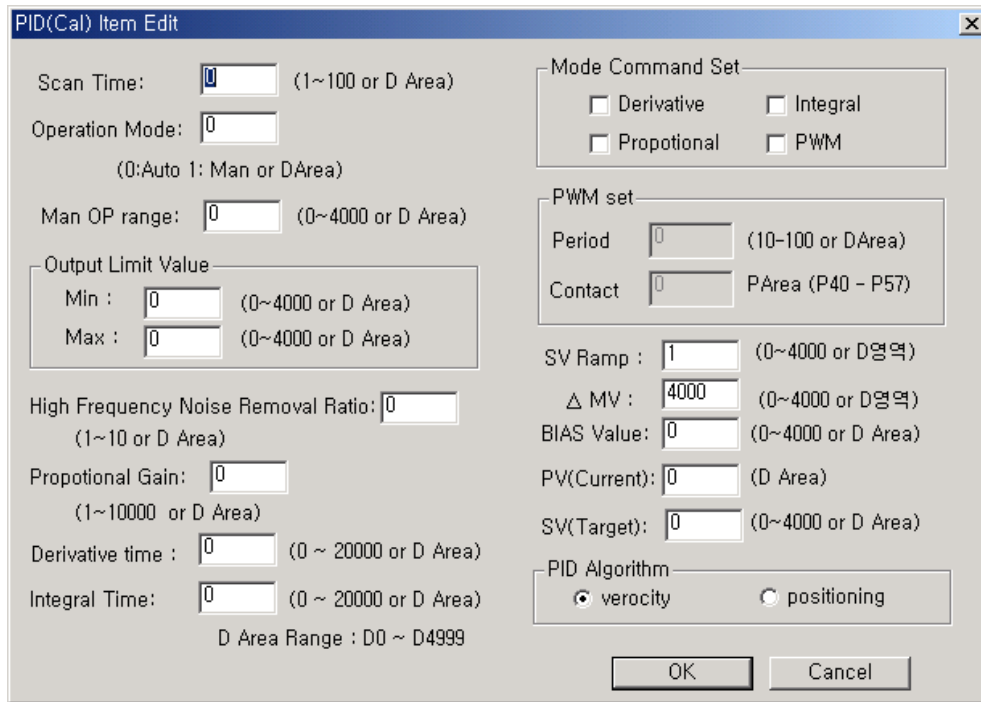 PID(Cal) Item Edit
Scan Time: 0 (1~100 or D Area)
Operation Mode: 0
(0:Auto 1: Man or DArea)
Man OP range: 0 (0~4000 or D Area)
Output Limit Value
Min : 0 (0~4000 or D Area)
Max : 0 (0~4000 or D Area)
High Frequency Noise Removal Ratio: 0
(1~10 or D Area)
Propotional Gain: 0
(1~10000 or D Area)
Derivative time : 0 (0 ~ 20000 or D Area)
Integral Time: 0 (0 ~ 20000 or D Area)
D Area Range : D0 ~ D4999
Mode Command Set
Derivative Integral
Propotional PWM
PWM set
Period 0 (10-100 or DArea)
Contact 0 PArea (P40 - P57)
SV Ramp : 1 (0~4000 or D영역)
△ MV : 4000 (0~4000 or D영역)
BIAS Value: 0 (0~4000 or D Area)
PV(Current): 0 (D Area)
SV(Target): 0 (0~4000 or D Area)
PID Algorithm
verocity positioning
OK Cancel